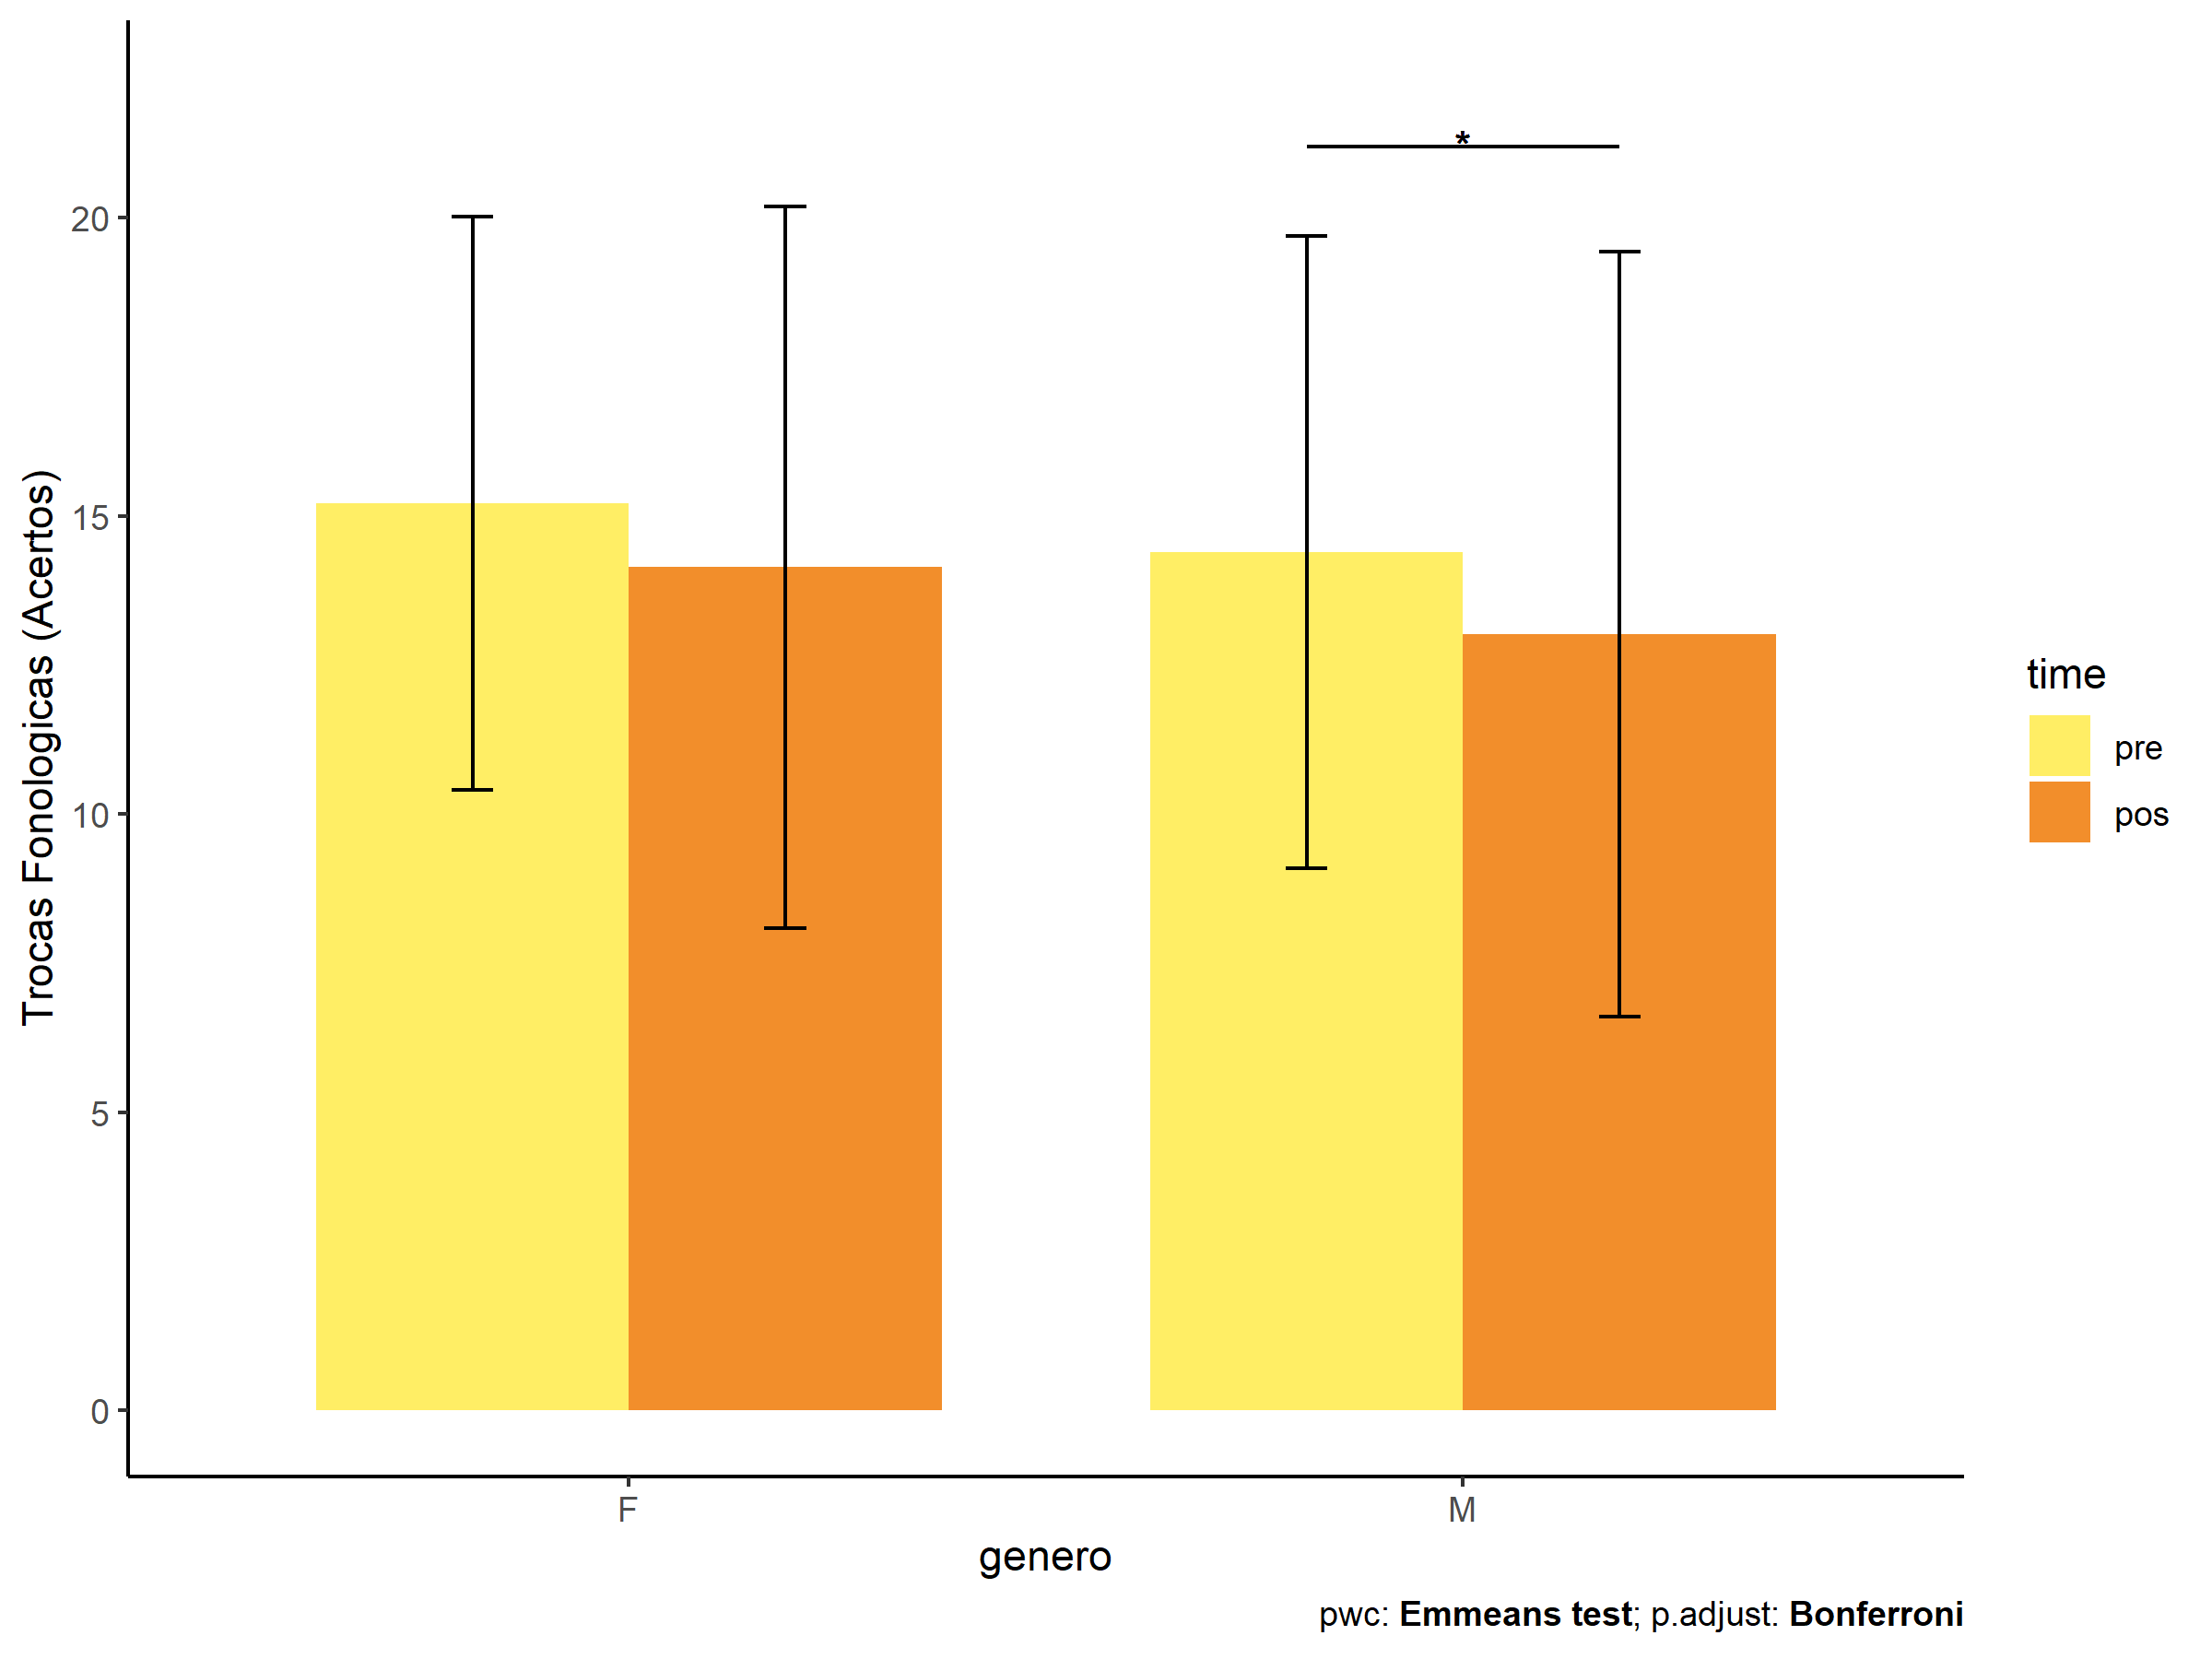 *
20
15
10
5
0
Trocas Fonologicas (Acertos)
F
M
genero
time
pre
pos
pwc: Emmeans test; p.adjust: Bonferroni